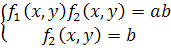 f₁(x, y)f₂(x, y) = ab
f₂(x, y) = b